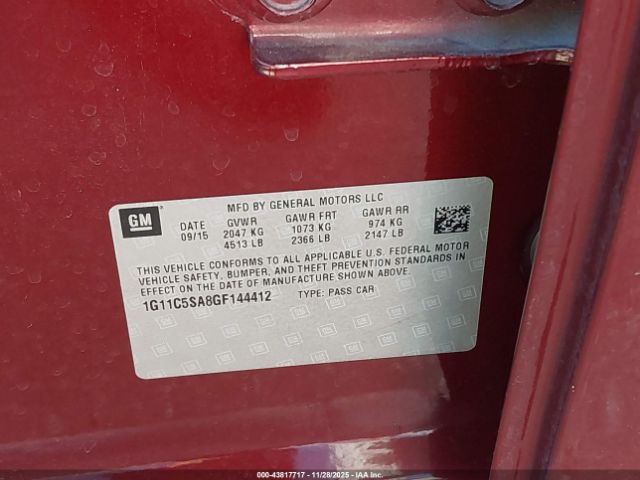 GM
MFD BY GENERAL MOTORS LLC
DATE GVWR GAWR FRT GAWR RR
09/15 2047 KG 1073 KG 974 KG
4513 LB 2366 LB 2147 LB
THIS VEHICLE CONFORMS TO ALL APPLICABLE U.S. FEDERAL MOTOR
VEHICLE SAFETY, BUMPER, AND THEFT PREVENTION STANDARDS IN
EFFECT ON THE DATE OF MANUFACTURE SHOWN ABOVE.
1G11C5SA8GF144412 TYPE: PASS CAR
000-43817717 - 11/28/2025 - IAAI.COM